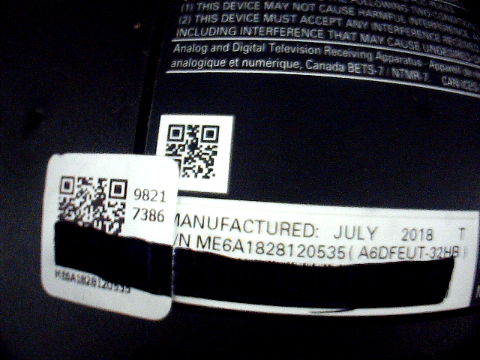 (1) THIS DEVICE MAY NOT CAUSE HARMFUL INTERFERENCE
(2) THIS DEVICE MUST ACCEPT ANY INTERFERENCE
INCLUDING INTERFERENCE THAT MAY CAUSE
Analog and Digital Television Receiving Apparatus
analogique et numérique, Canada BETS-7 / NTMR-7
9821
7386
MANUFACTURED: JULY 2018 T
/N ME6A1828120535( A6DFEUT-32HB )
ME6A1828120535